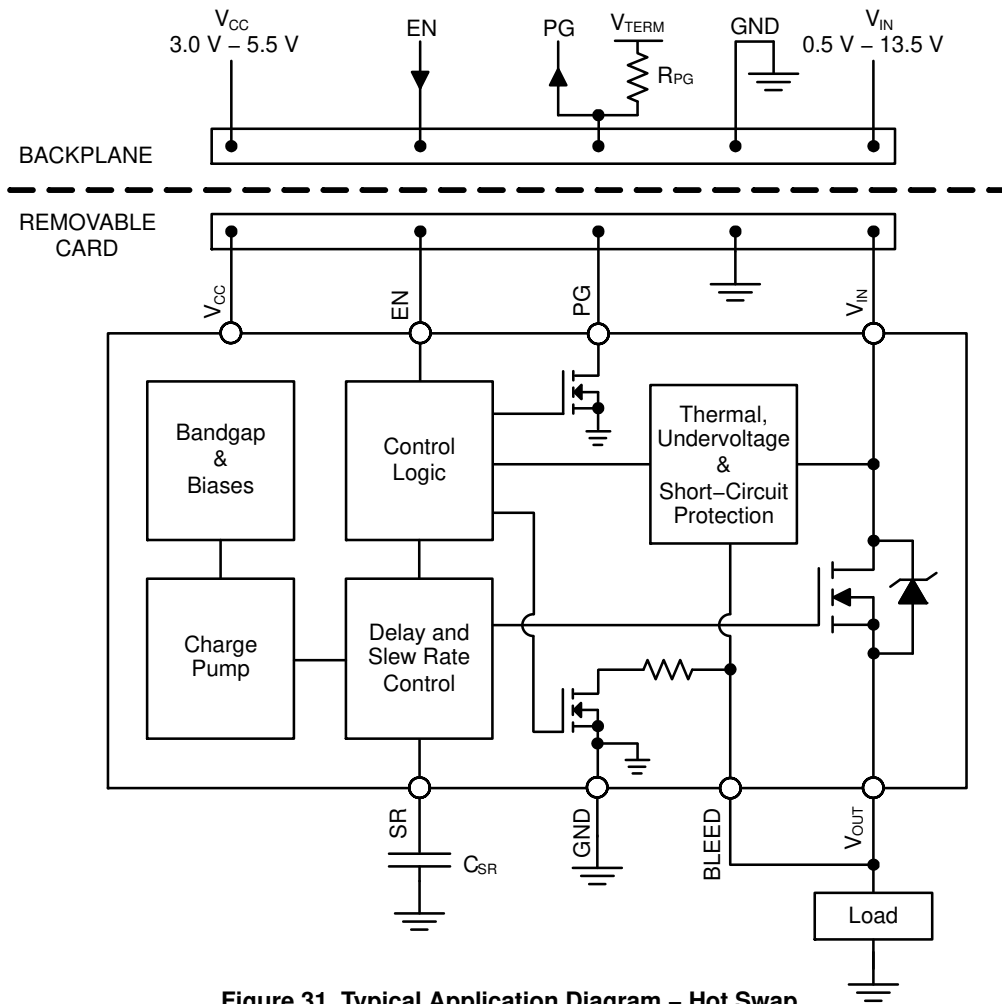 VCC
3.0 V – 5.5 V
EN
PG
VTERM
RPG
GND
VIN
0.5 V – 13.5 V
BACKPLANE
REMOVABLE
CARD
VCC
EN
PG
VIN
Bandgap
&
Biases
Control
Logic
Thermal,
Undervoltage
&
Short–Circuit
Protection
Charge
Pump
Delay and
Slew Rate
Control
SR
GND
BLEED
VOUT
CSR
Load
Figure 31. Typical Application Diagram – Hot Swap